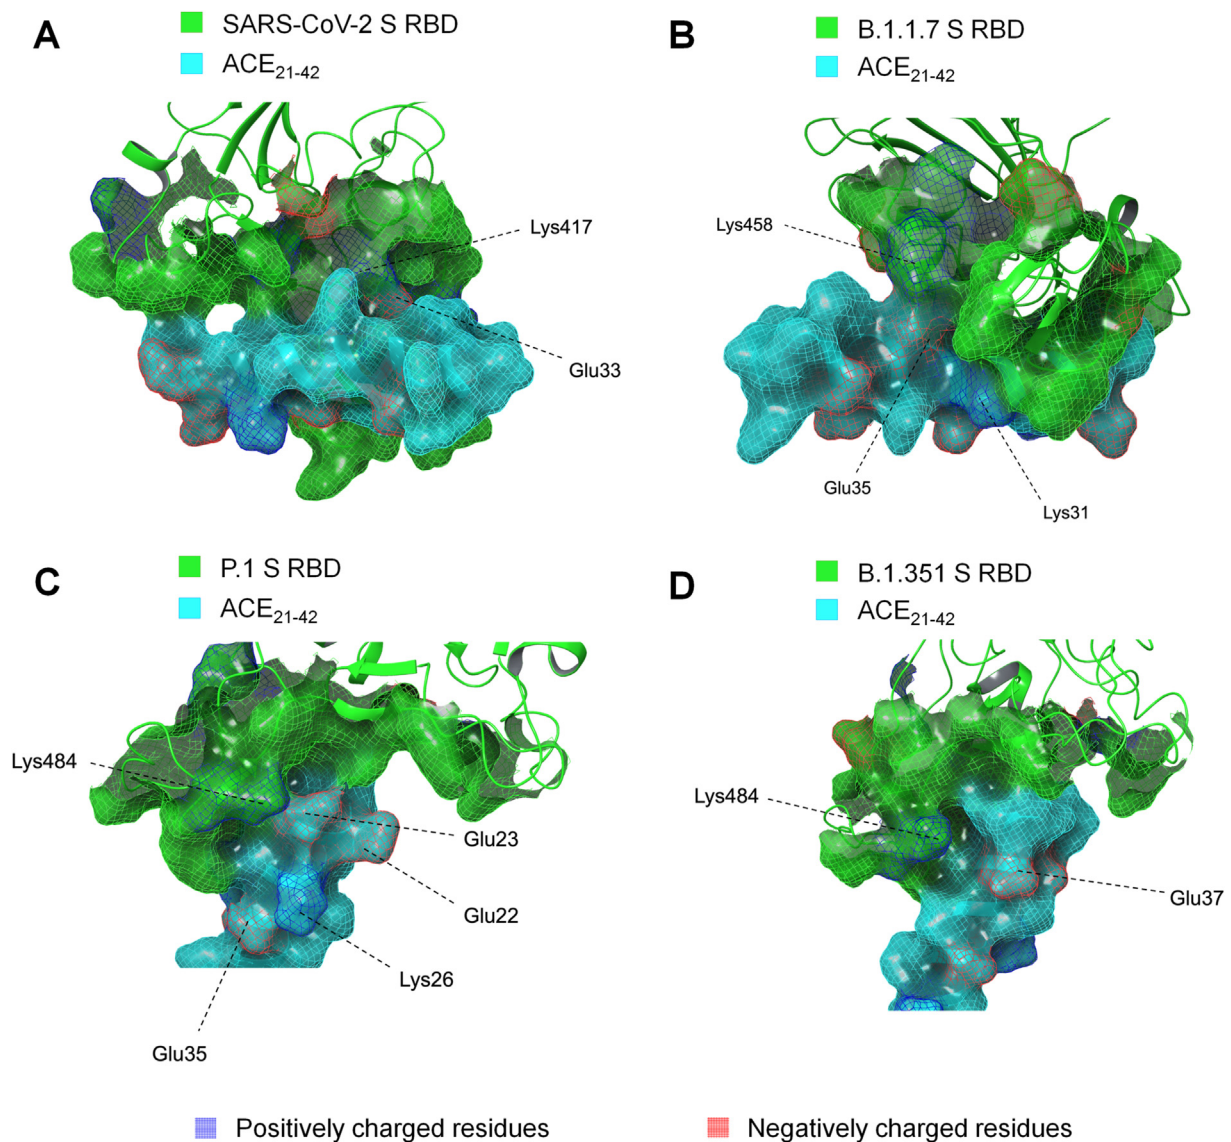 A
SARS-CoV-2 S RBD
ACE21-42
Lys417
Glu33
B
B.1.1.7 S RBD
ACE21-42
Lys458
Glu35
Lys31
C
P.1 S RBD
ACE21-42
Lys484
Glu23
Glu22
Lys26
Glu35
D
B.1.351 S RBD
ACE21-42
Lys484
Glu37
Positively charged residues
Negatively charged residues